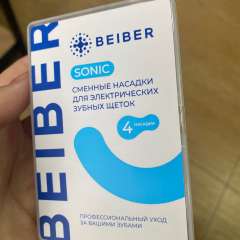 BEIBER
BEIBER
SONIC
СМЕННЫЕ НАСАДКИ
ДЛЯ ЭЛЕКТРИЧЕСКИХ
ЗУБНЫХ ЩЕТОК
4 насадки
ПРОФЕССИОНАЛЬНЫЙ УХОД
ЗА ВАШИМИ ЗУБАМИ